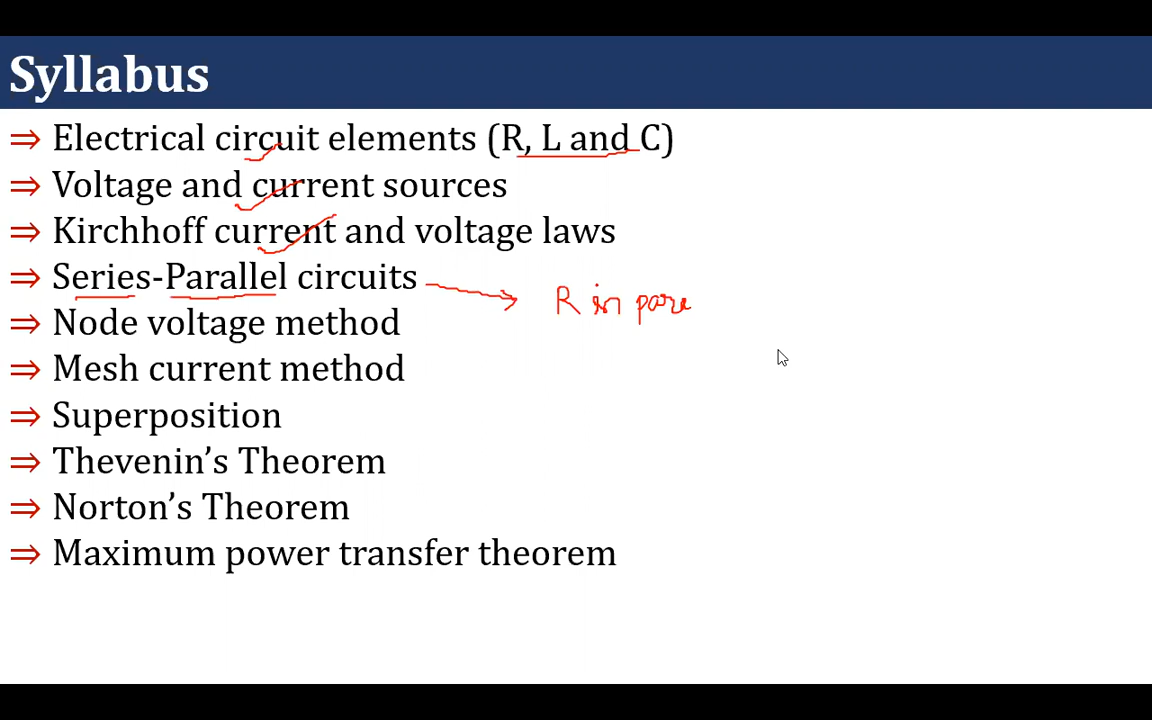 Syllabus
⇒ Electrical circuit elements (R, L and C)
⇒ Voltage and current sources
⇒ Kirchhoff current and voltage laws
⇒ Series-Parallel circuits
R in para
⇒ Node voltage method
⇒ Mesh current method
⇒ Superposition
⇒ Thevenin’s Theorem
⇒ Norton’s Theorem
⇒ Maximum power transfer theorem